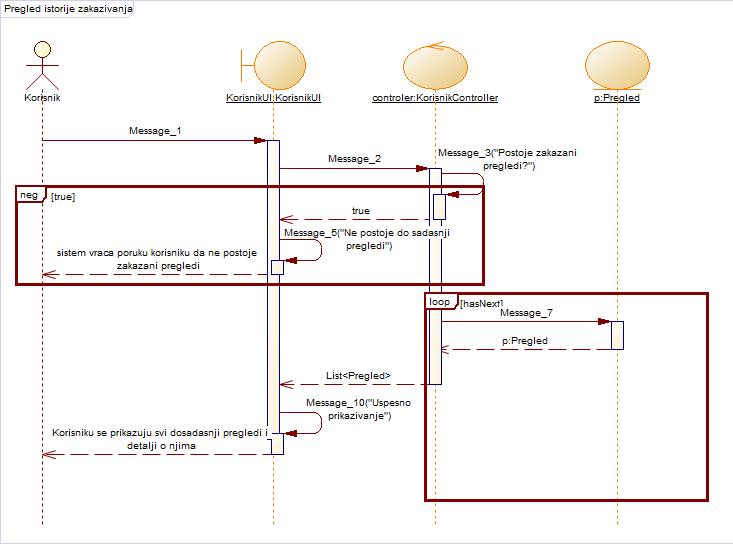 Pregled istorije zakazivanja
Korisnik
KorisnikUI:KorisnikUI
controler:KorisnikController
p:Pregled
Message_1
Message_2
Message_3("Postoje zakazani
pregledi?")
neg
[true]
true
Message_5("Ne postoje do sadasnji
pregledi")
sistem vraca poruku korisniku da ne postoje
zakazani pregledi
loop
[hasNext]
Message_7
p:Pregled
List<Pregled>
Message_10("Uspesno
prikazivanje")
Korisniku se prikazuju svi dosadasnji pregledi i
detalji o njima